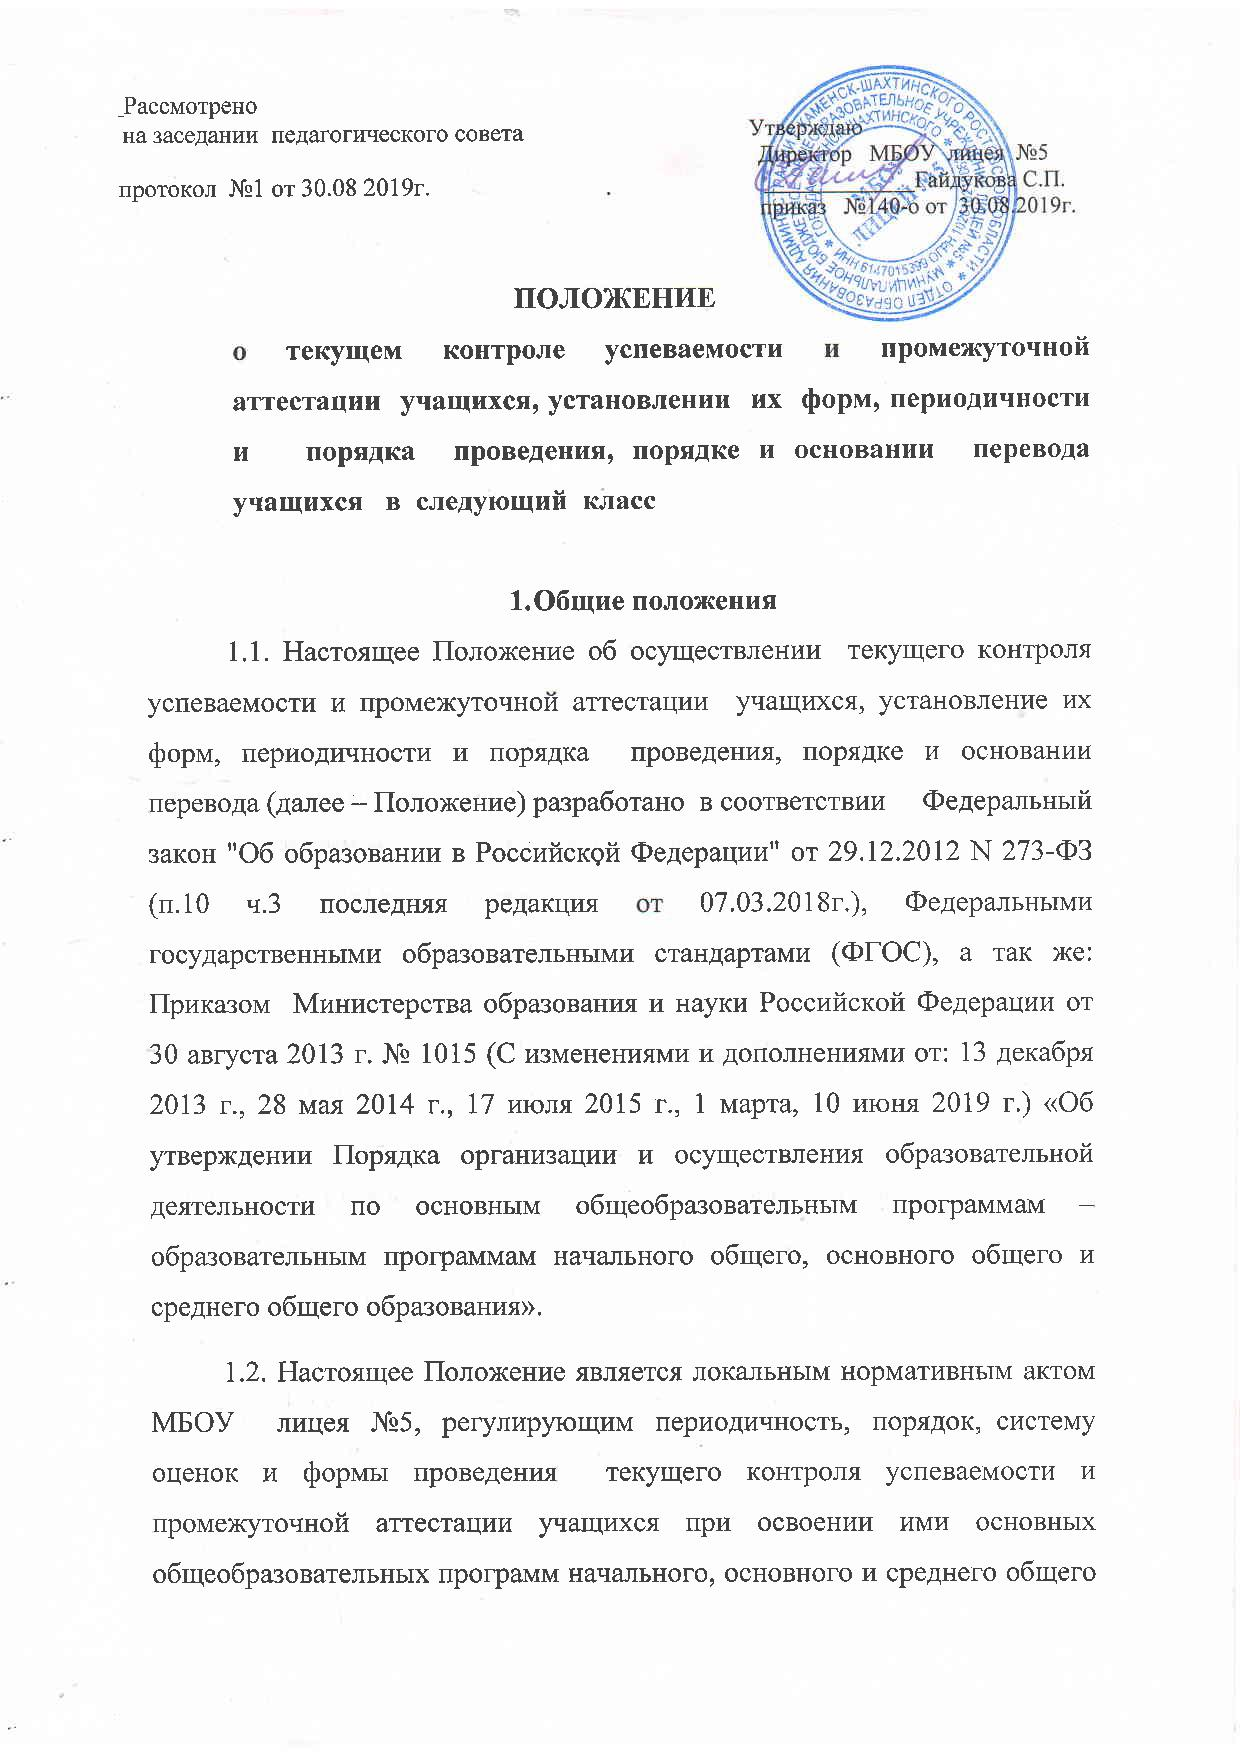 Рассмотрено
на заседании педагогического совета
протокол №1 от 30.08 2019г.
Утверждаю
Директор МБОУ лицея №5
Гайдукова С.П.
приказ №140-о от 30.08.2019г.
МБОУ
ЛИЦЕЙ №5
ПОЛОЖЕНИЕ
о текущем контроле успеваемости и промежуточной
аттестации учащихся, установлении их форм, периодичности
и порядка проведения, порядке и основании перевода
учащихся в следующий класс
1.Общие положения
1.1. Настоящее Положение об осуществлении текущего контроля
успеваемости и промежуточной аттестации учащихся, установление их
форм, периодичности и порядка проведения, порядке и основании
перевода (далее – Положение) разработано в соответствии Федеральный
закон "Об образовании в Российской Федерации" от 29.12.2012 N 273-ФЗ
(п.10 ч.3 последняя редакция от 07.03.2018г.), Федеральными
государственными образовательными стандартами (ФГОС), а так же:
Приказом Министерства образования и науки Российской Федерации от
30 августа 2013 г. № 1015 (С изменениями и дополнениями от: 13 декабря
2013 г., 28 мая 2014 г., 17 июля 2015 г., 1 марта, 10 июня 2019 г.) «Об
утверждении Порядка организации и осуществления образовательной
деятельности по основным общеобразовательным программам –
образовательным программам начального общего, основного общего и
среднего общего образования».
1.2. Настоящее Положение является локальным нормативным актом
МБОУ лицея №5, регулирующим периодичность, порядок, систему
оценок и формы проведения текущего контроля успеваемости и
промежуточной аттестации учащихся при освоении ими основных
общеобразовательных программ начального, основного и среднего общего